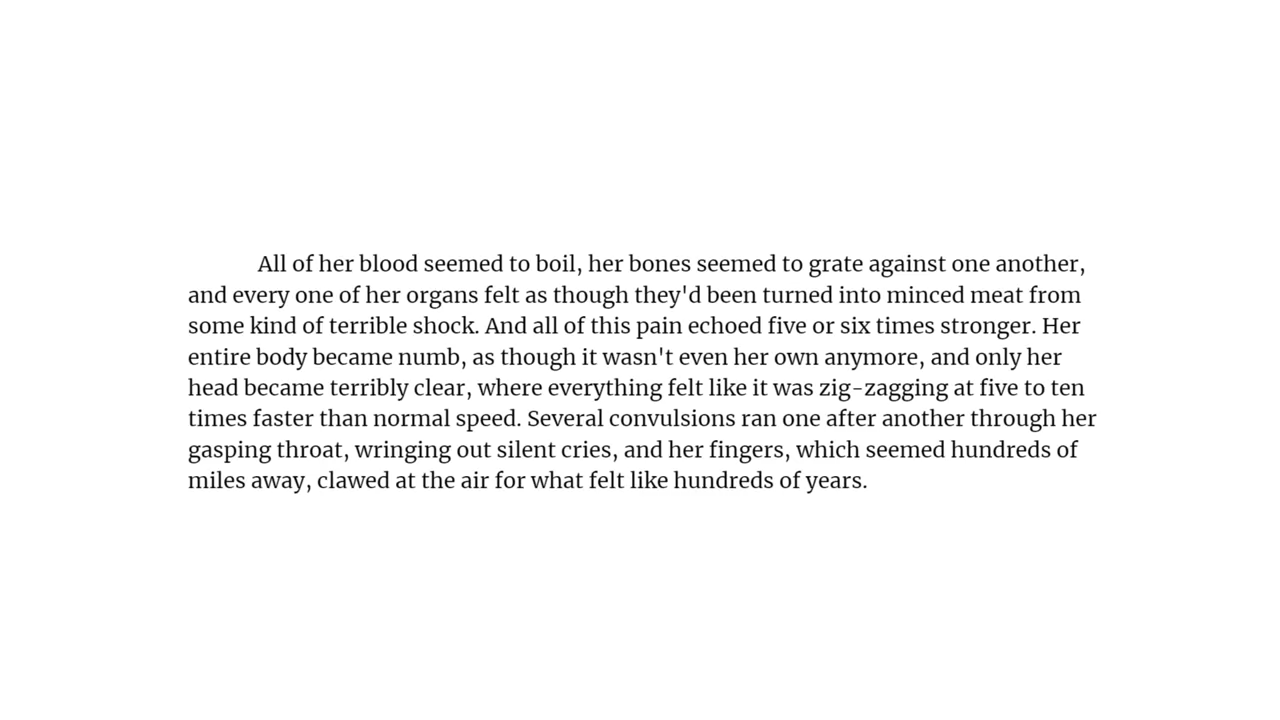 All of her blood seemed to boil, her bones seemed to grate against one another,
and every one of her organs felt as though they'd been turned into minced meat from
some kind of terrible shock. And all of this pain echoed five or six times stronger. Her
entire body became numb, as though it wasn't even her own anymore, and only her
head became terribly clear, where everything felt like it was zig-zagging at five to ten
times faster than normal speed. Several convulsions ran one after another through her
gasping throat, wringing out silent cries, and her fingers, which seemed hundreds of
miles away, clawed at the air for what felt like hundreds of years.